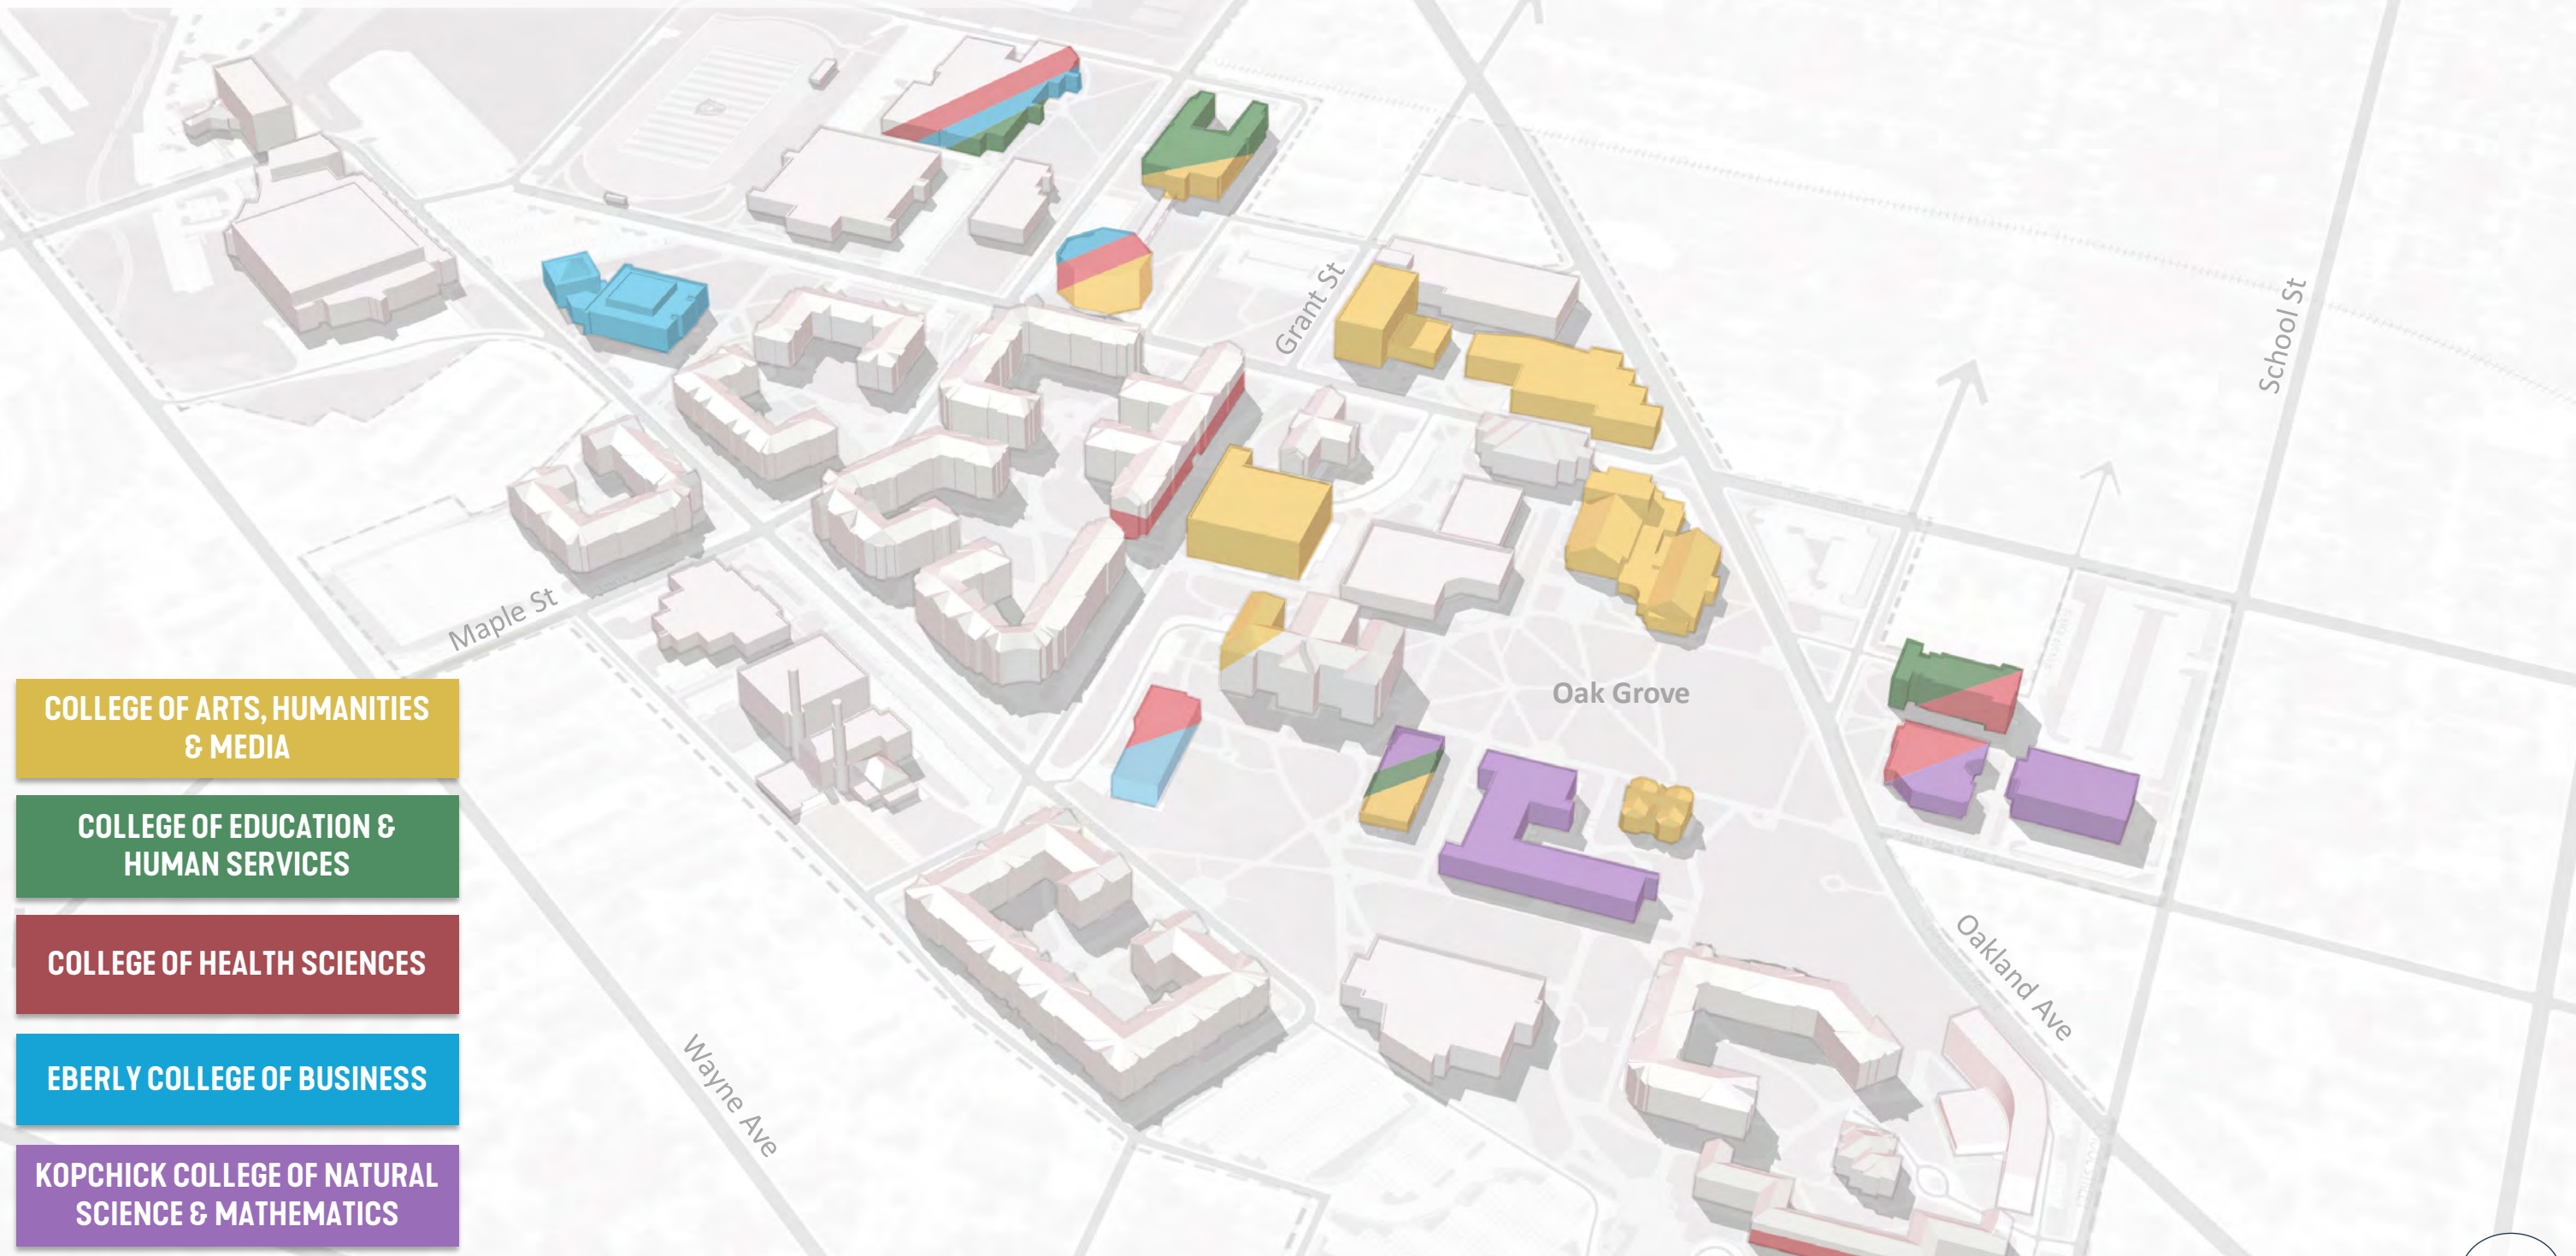 Grant St
School St
Maple St
Oak Grove
COLLEGE OF ARTS, HUMANITIES
& MEDIA
COLLEGE OF EDUCATION &
HUMAN SERVICES
COLLEGE OF HEALTH SCIENCES
EBERLY COLLEGE OF BUSINESS
KOPCHICK COLLEGE OF NATURAL
SCIENCE & MATHEMATICS
Oakland Ave
Wayne Ave